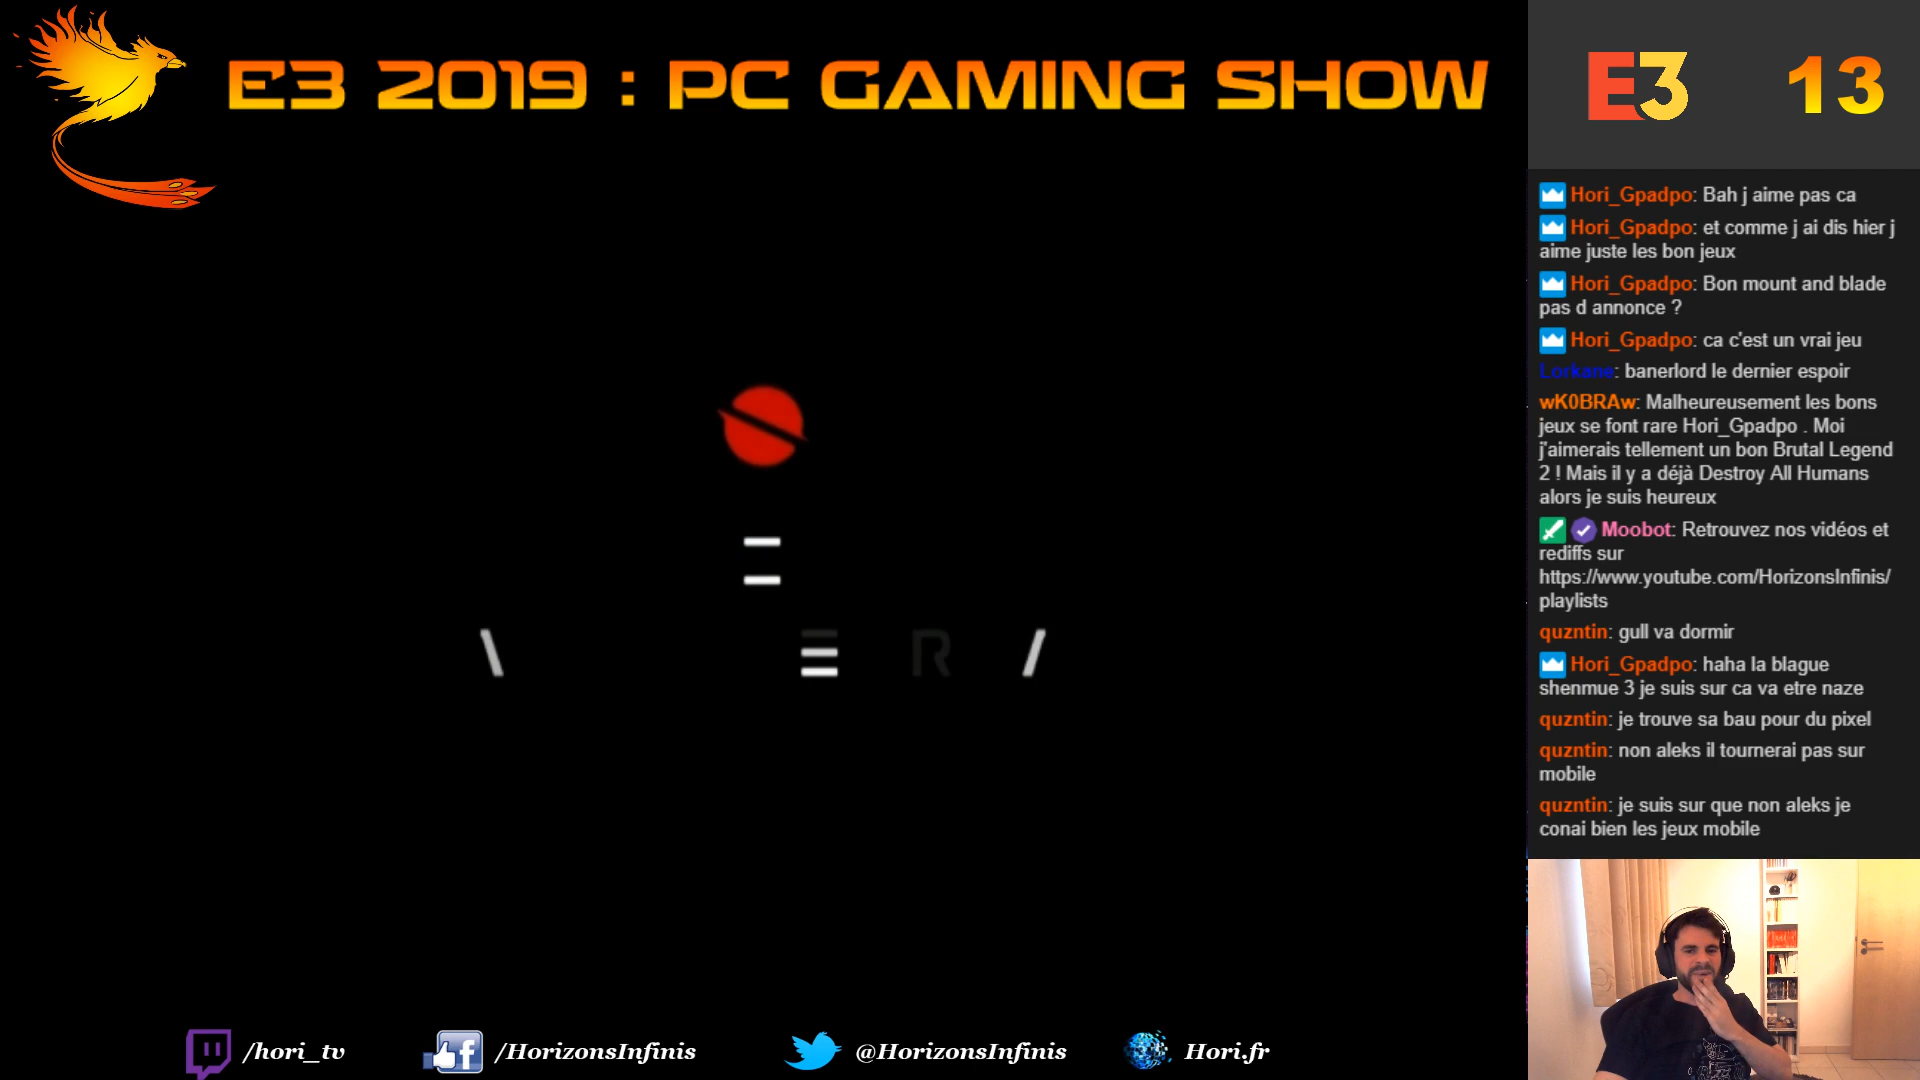 E3 2019 : PC GAMING SHOW
E3 13
Hori_Gpadpo: Bah j aime pas ca
Hori_Gpadpo: et comme j ai dis hier j
aime juste les bon jeux
Hori_Gpadpo: Bon mount and blade
pas d annonce ?
Hori_Gpadpo: ca c'est un vrai jeu
Lorkane: banerlord le dernier espoir
wK0BRAw: Malheureusement les bons
jeux se font rare Hori_Gpadpo . Moi
j'aimerais tellement un bon Brutal Legend
2 ! Mais il y a déjà Destroy All Humans
alors je suis heureux
Moobot: Retrouvez nos vidéos et
rediffs sur
https://www.youtube.com/HorizonsInfinis/
playlists
quzntin: gull va dormir
Hori_Gpadpo: haha la blague
shenmue 3 je suis sur ca va etre naze
quzntin: je trouve sa bau pour du pixel
quzntin: non aleks il tournerai pas sur
mobile
quzntin: je suis sur que non aleks je
conai bien les jeux mobile
/hori_tv
/HorizonsInfinis
@HorizonsInfinis
Hori.fr